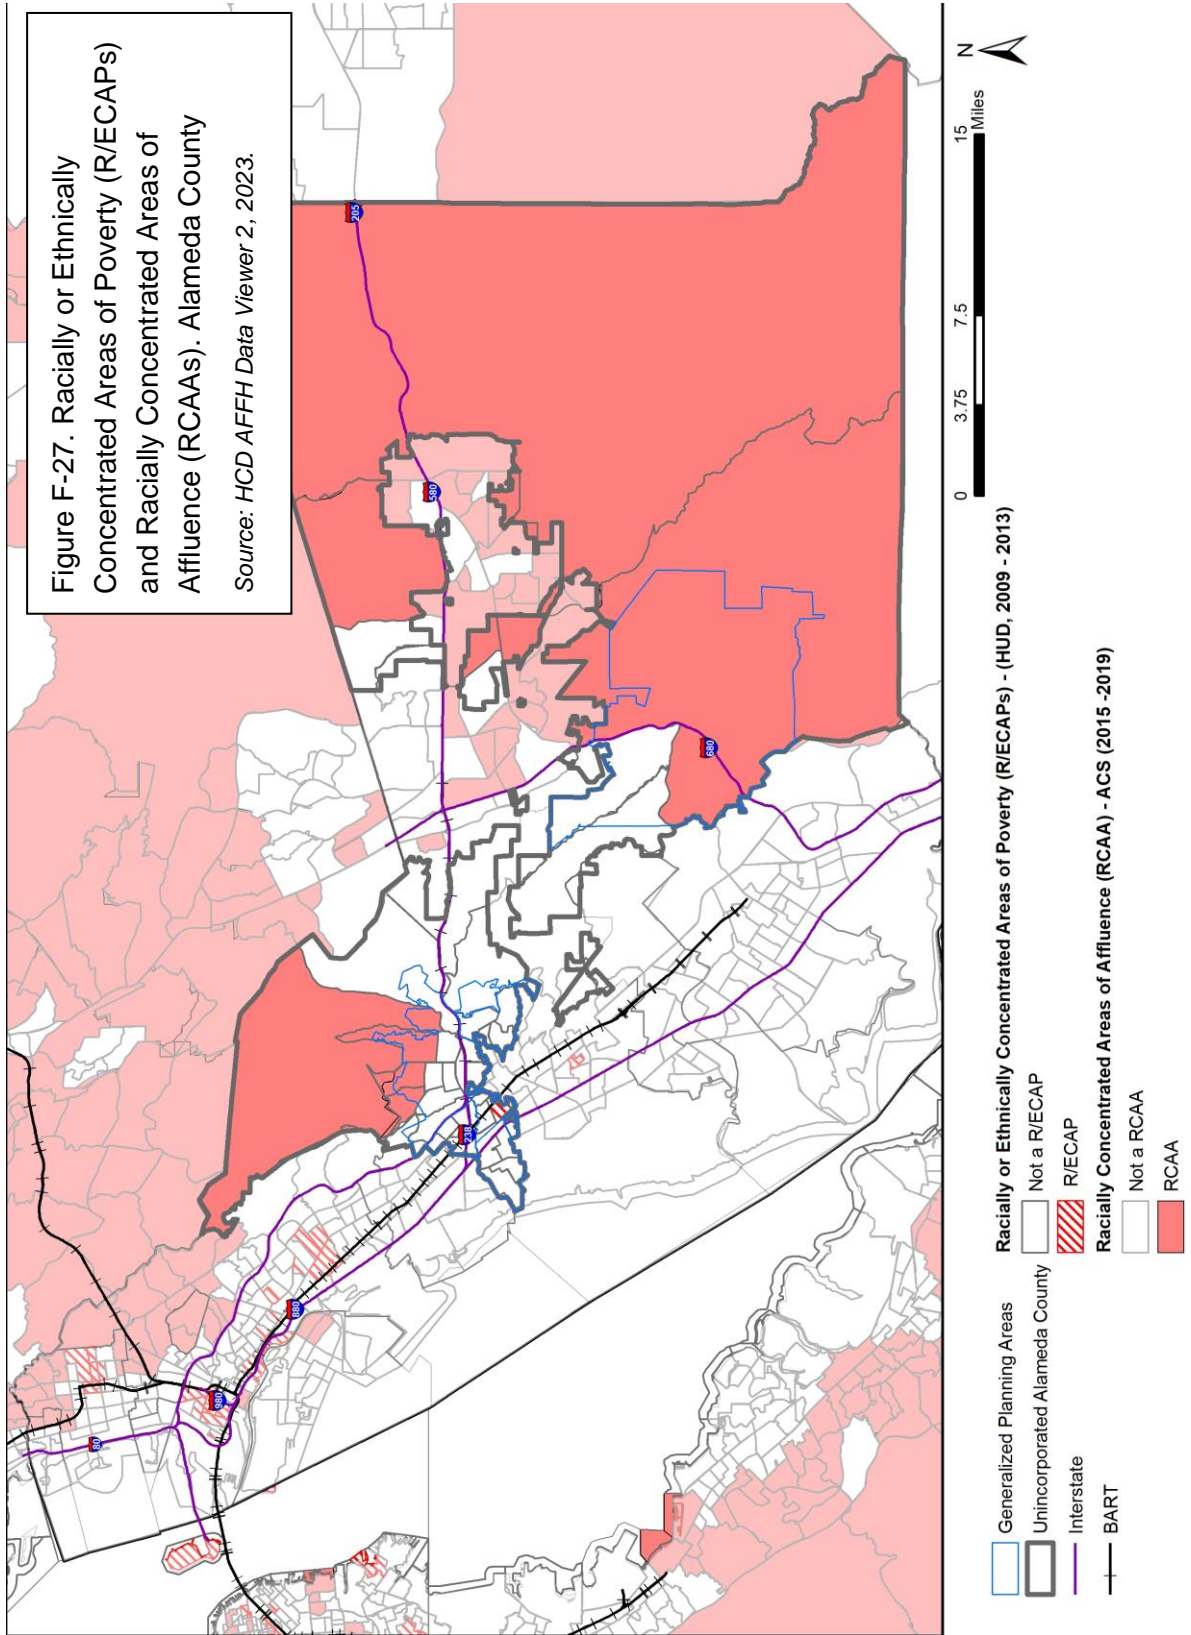 Figure F-27. Racially or Ethnically
Concentrated Areas of Poverty (R/ECAPs)
and Racially Concentrated Areas of
Affluence (RCAAs). Alameda County
Source: HCD AFFH Data Viewer 2, 2023.
80
980
880
238
580
205
680
Generalized Planning Areas
Unincorporated Alameda County
Interstate
BART
Racially or Ethnically Concentrated Areas of Poverty (R/ECAPs) - (HUD, 2009 - 2013)
Not a R/ECAP
R/ECAP
Racially Concentrated Areas of Affluence (RCAA) - ACS (2015 -2019)
Not a RCAA
RCAA
0 3.75 7.5 15
Miles
N